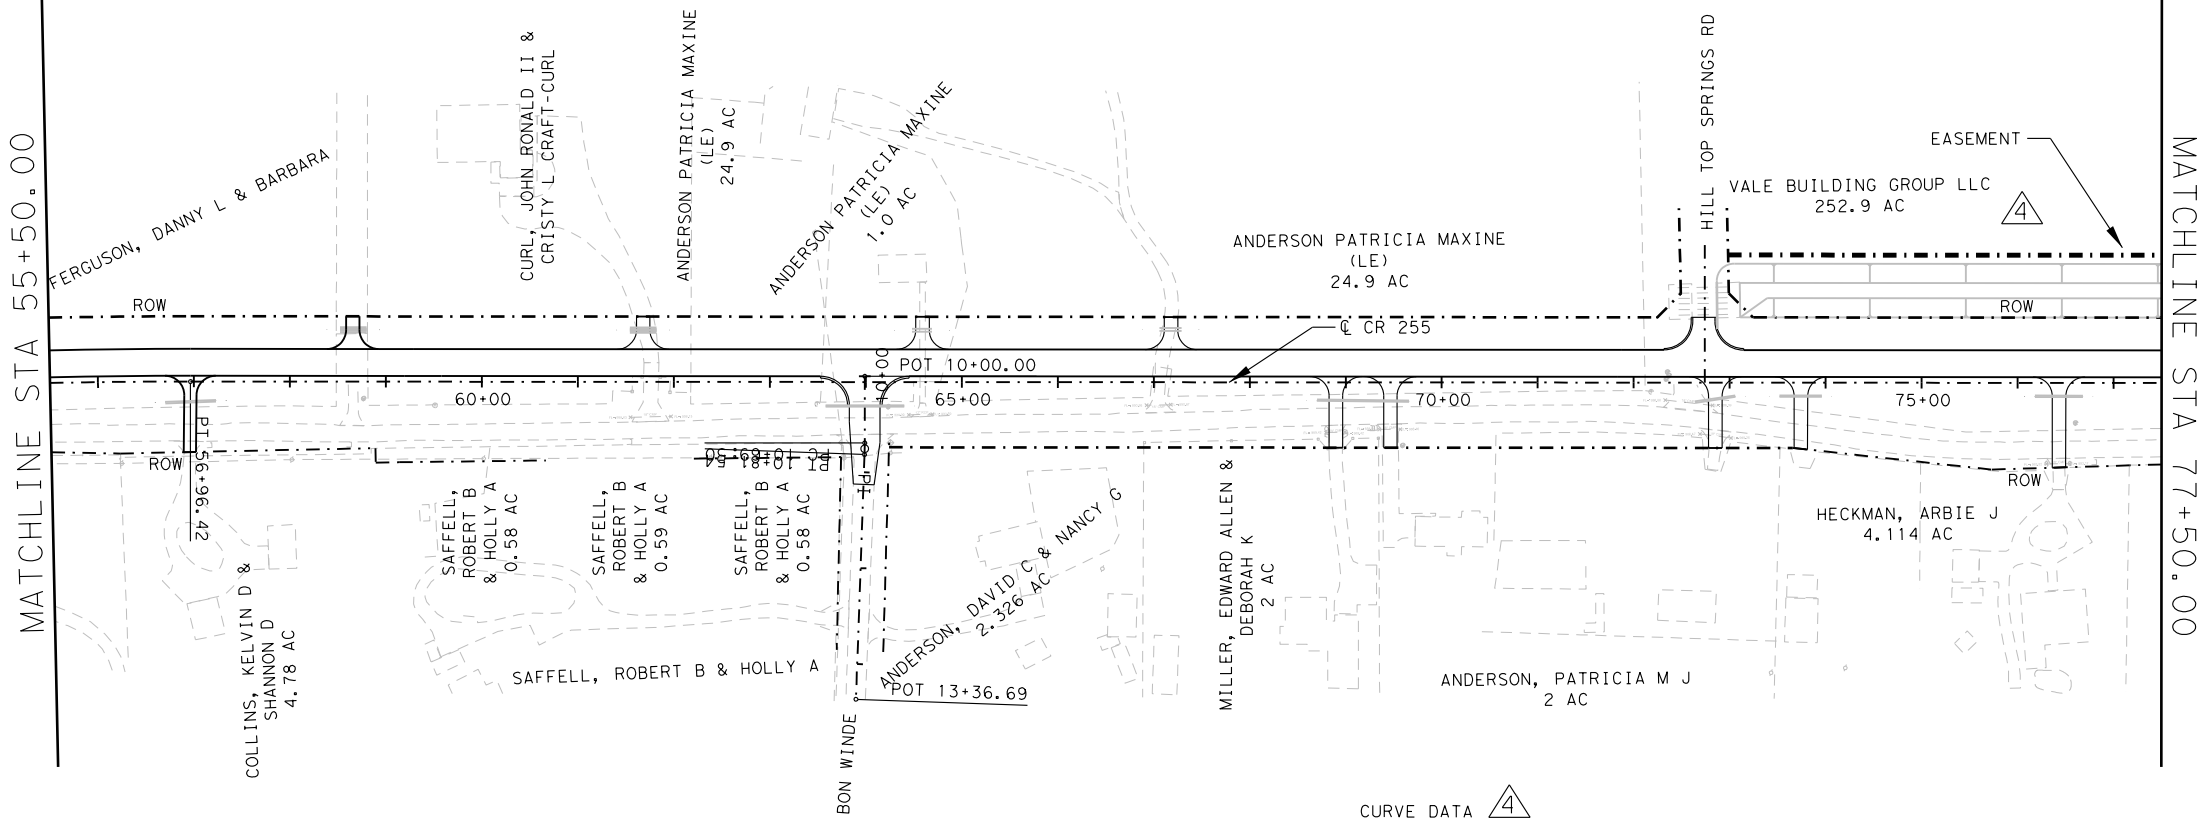 MATCHLINE STA 55+50.00
FERGUSON, DANNY L & BARBARA
ROW
CURL, JOHN RONALD II &
CRISTY L CRAFT-CURL
ANDERSON PATRICIA MAXINE
(LE)
24.9 AC
ANDERSON PATRICIA MAXINE
(LE)
1.0 AC
ANDERSON PATRICIA MAXINE
(LE)
24.9 AC
HILL TOP SPRINGS RD
EASEMENT
VALE BUILDING GROUP LLC
252.9 AC
4
ROW
℄ CR 255
POT 10+00.00
10+00
60+00
65+00
70+00
75+00
PT 56+96.42
ROW
PC 10+69.50
PT 10+81.54
PI
ROW
SAFFELL,
ROBERT B
& HOLLY A
0.58 AC
SAFFELL,
ROBERT B
& HOLLY A
0.59 AC
SAFFELL,
ROBERT B
& HOLLY A
0.58 AC
ANDERSON, DAVID C & NANCY G
2.326 AC
MILLER, EDWARD ALLEN &
DEBORAH K
2 AC
HECKMAN, ARBIE J
4.114 AC
COLLINS, KELVIN D &
SHANNON D
4.78 AC
SAFFELL, ROBERT B & HOLLY A
POT 13+36.69
ANDERSON, PATRICIA M J
2 AC
BON WINDE
CURVE DATA 4
MATCHLINE STA 77+50.00